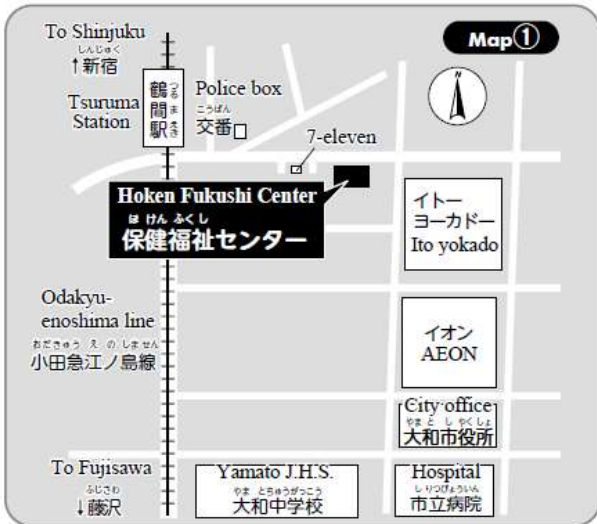 Map①
To Shinjuku
しんじゅく
↑新宿
Tsuruma
Station
つるまえき
鶴間駅
Police box
こうばん
交番
7-eleven
N
Hoken Fukushi Center
ほけんふくし
保健福祉センター
イトー
ヨーカドー
Ito yokado
Odakyu-
enoshima line
おだきゅうえのしません
小田急江ノ島線
イオン
AEON
City office
やまとしやくしょ
大和市役所
To Fujisawa
ふじさわ
↓藤沢
Yamato J.H.S.
やまとちゅうがっこう
大和中学校
Hospital
しりつびょういん
市立病院